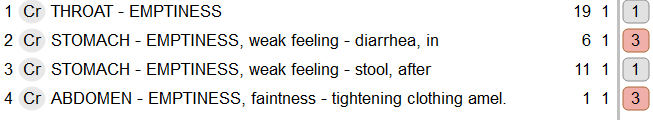 1 Cr THROAT - EMPTINESS 19 1 1
2 Cr STOMACH - EMPTINESS, weak feeling - diarrhea, in 6 1 3
3 Cr STOMACH - EMPTINESS, weak feeling - stool, after 11 1 1
4 Cr ABDOMEN - EMPTINESS, faintness - tightening clothing amel. 1 1 3